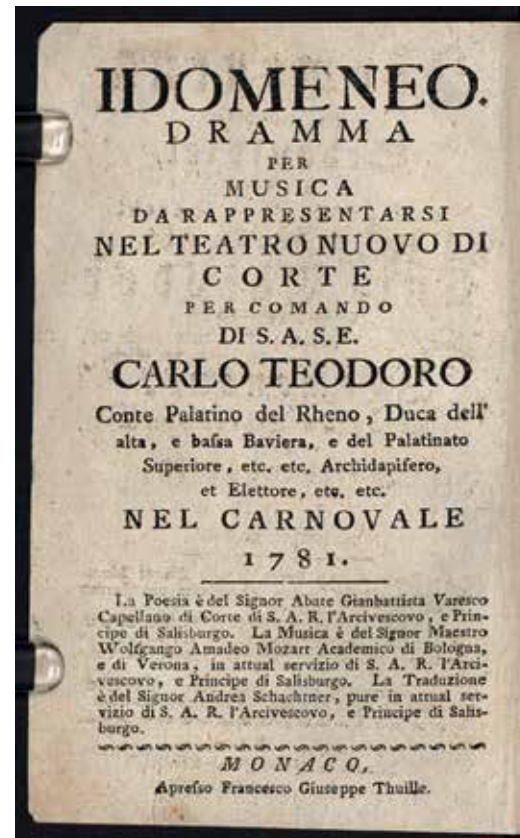 IDOMENEO.
DRAMMA
PER
MUSICA
DA RAPPRESENTARSI
NEL TEATRO NUOVO DI
CORTE
PER COMANDO
DI S. A. S. E.
CARLO TEODORO
Conte Palatino del Rheno, Duca dell'
alta, e baſsa Baviera, e del Palatinato
Superiore, etc. etc. Archidapifero,
et Elettore, etc. etc.
NEL CARNOVALE
1781.
La Poesia è del Signor Abate Gianbattista Varesco
Capellano di Corte di S. A. R. l'Arcivescovo, e Prin-
cipe di Salisburgo. La Musica è del Signor Maestro
Wolfgango Amadeo Mozart Academico di Bologna,
e di Verona, in attual servizio di S. A. R. l'Arci-
vescovo, e Principe di Salisburgo. La Traduzione
è del Signor Andrea Schachtner, pure in attual ser-
vizio di S. A. R. l'Arcivescovo, e Principe di Salis-
burgo.
MONACO,
Apreſso Francesco Giuseppe Thuille.